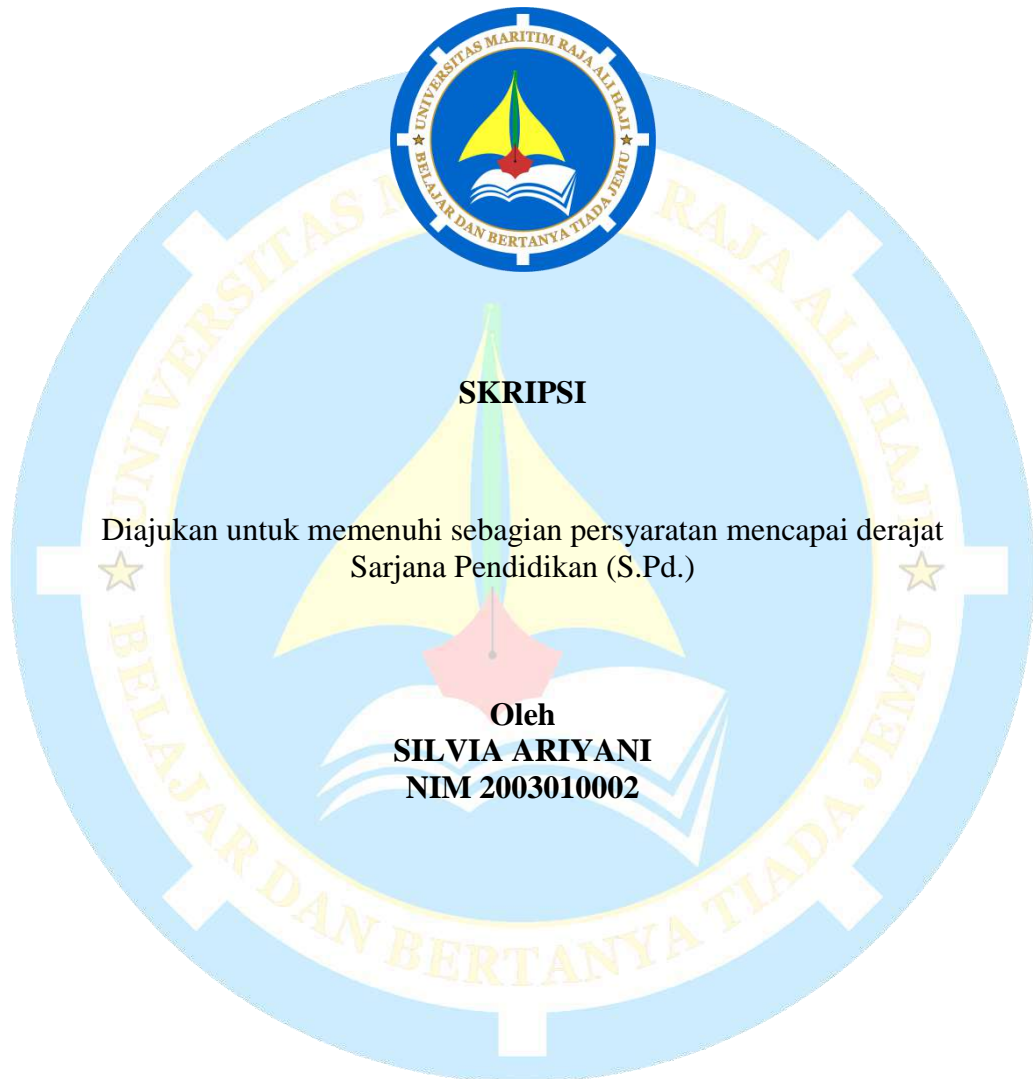 UNIVERSITAS MARITIM RAJA ALI HAJI
BELAJAR DAN BERTANYA TIADA JEMU
SKRIPSI
Diajukan untuk memenuhi sebagian persyaratan mencapai derajat
Sarjana Pendidikan (S.Pd.)
Oleh
SILVIA ARIYANI
NIM 2003010002